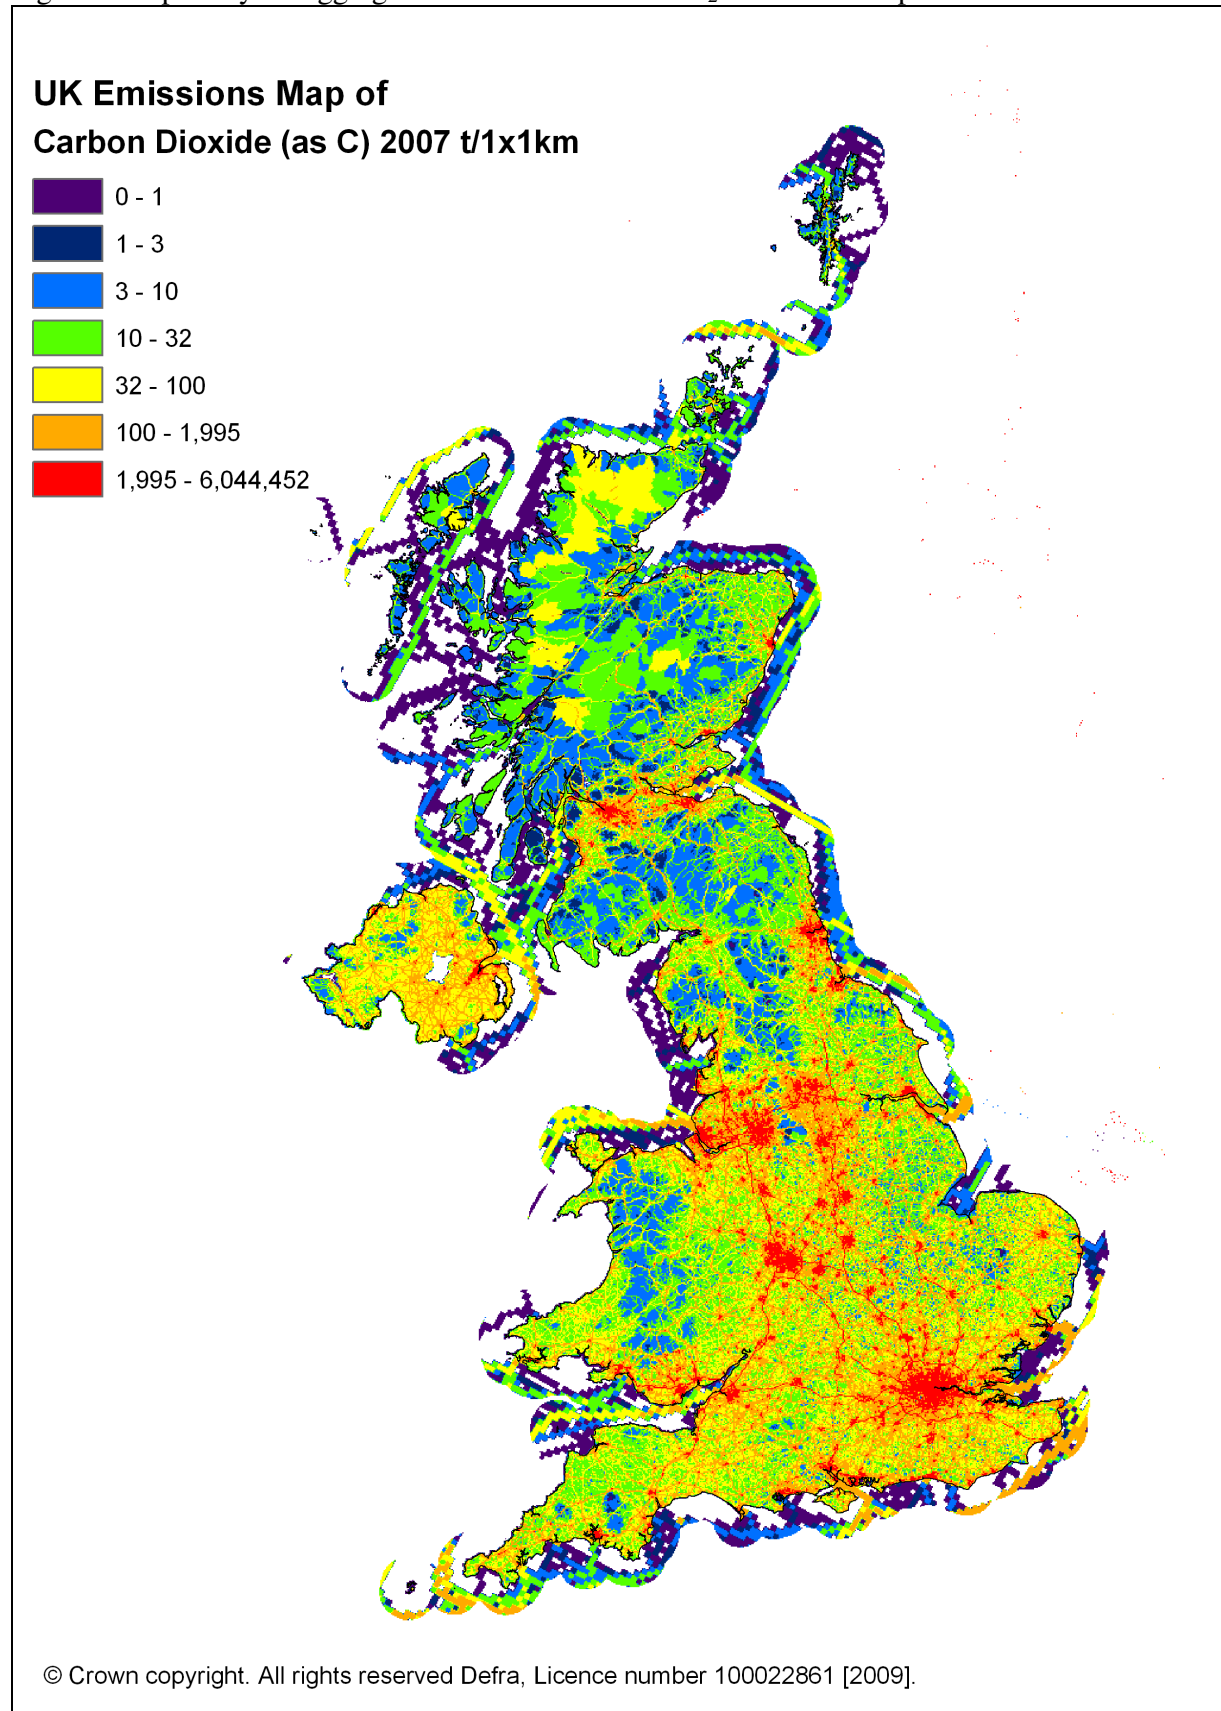 UK Emissions Map of
Carbon Dioxide (as C) 2007 t/1x1km
0 - 1
1 - 3
3 - 10
10 - 32
32 - 100
100 - 1,995
1,995 - 6,044,452
© Crown copyright. All rights reserved Defra, Licence number 100022861 [2009].